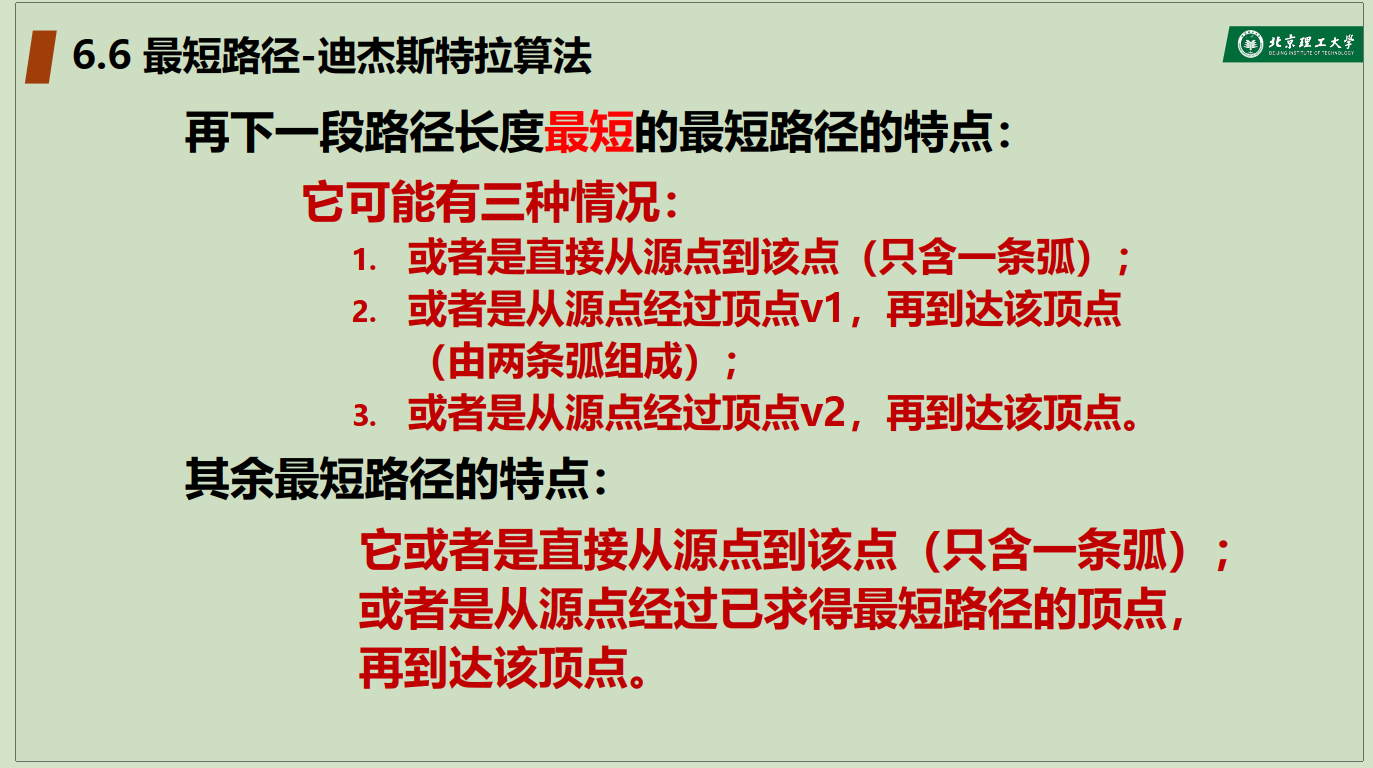 6.6 最短路径-迪杰斯特拉算法
北京理工大学
BEIJING INSTITUTE OF TECHNOLOGY
再下一段路径长度最短的最短路径的特点：
它可能有三种情况：
1. 或者是直接从源点到该点（只含一条弧）；
2. 或者是从源点经过顶点v1，再到达该顶点
（由两条弧组成）；
3. 或者是从源点经过顶点v2，再到达该顶点。
其余最短路径的特点：
它或者是直接从源点到该点（只含一条弧）；
或者是从源点经过已求得最短路径的顶点，
再到达该顶点。